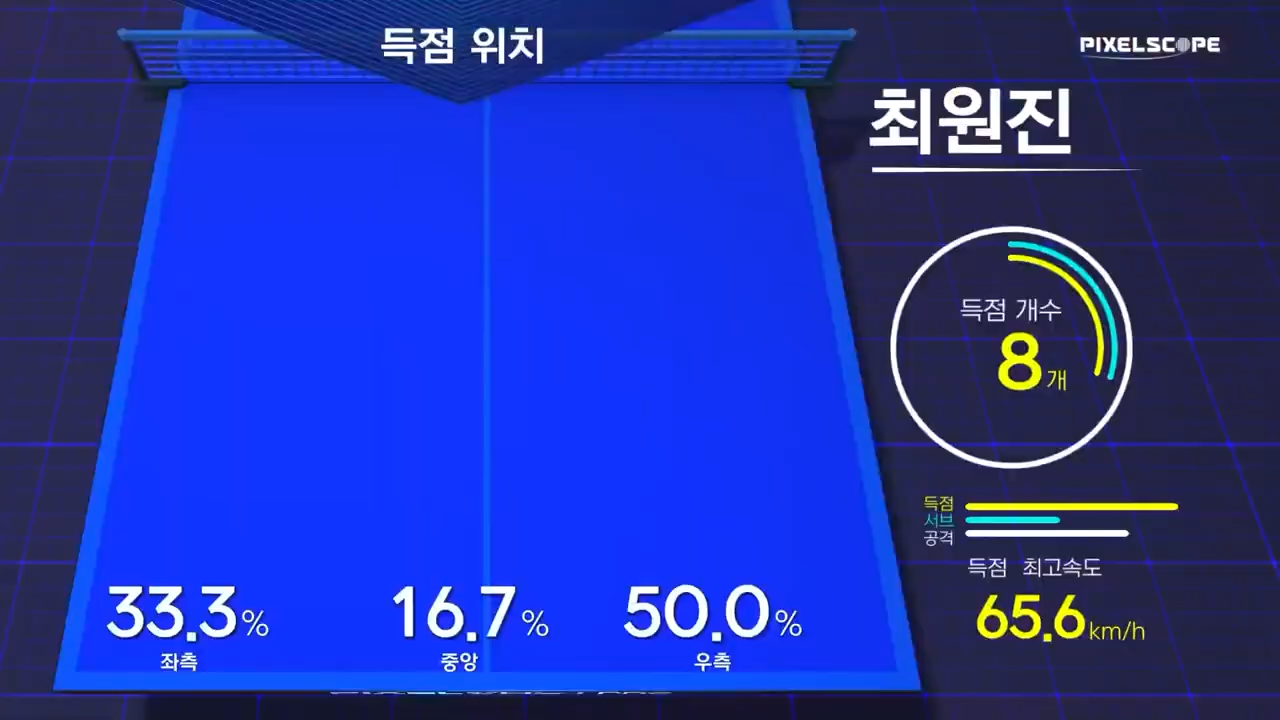 득점 위치
PIXELSCOPE
최원진
득점 개수
8개
득점
서브
공격
득점 최고속도
65.6km/h
33.3% 16.7% 50.0%
좌측 중앙 우측